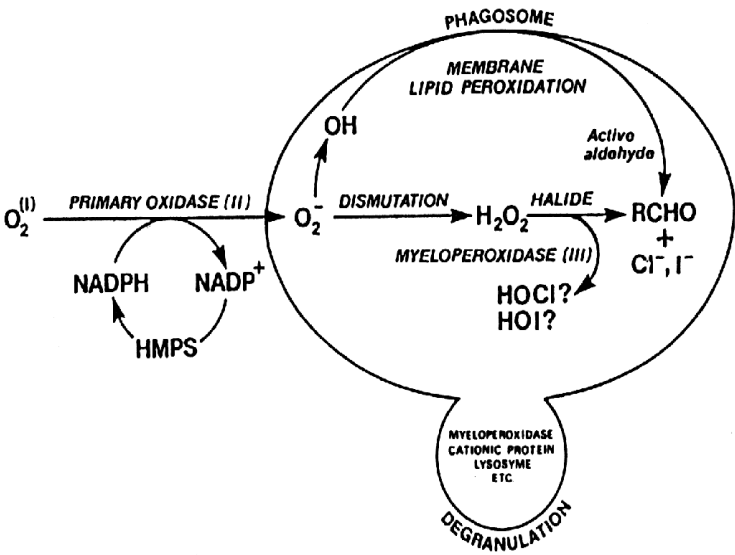 PHAGOSOME
MEMBRANE
LIPID PEROXIDATION
OH
Activo
aldehydo
O2(I)
PRIMARY OXIDASE (II)
O2-
DISMUTATION
H2O2
HALIDE
RCHO
+
Cl-, I-
MYELOPEROXIDASE (III)
NADPH
NADP+
HOCl?
HOI?
HMPS
MYELOPEROXIDASE
CATIONIC PROTEIN
LYSOSYME
ETC
DEGRANULATION